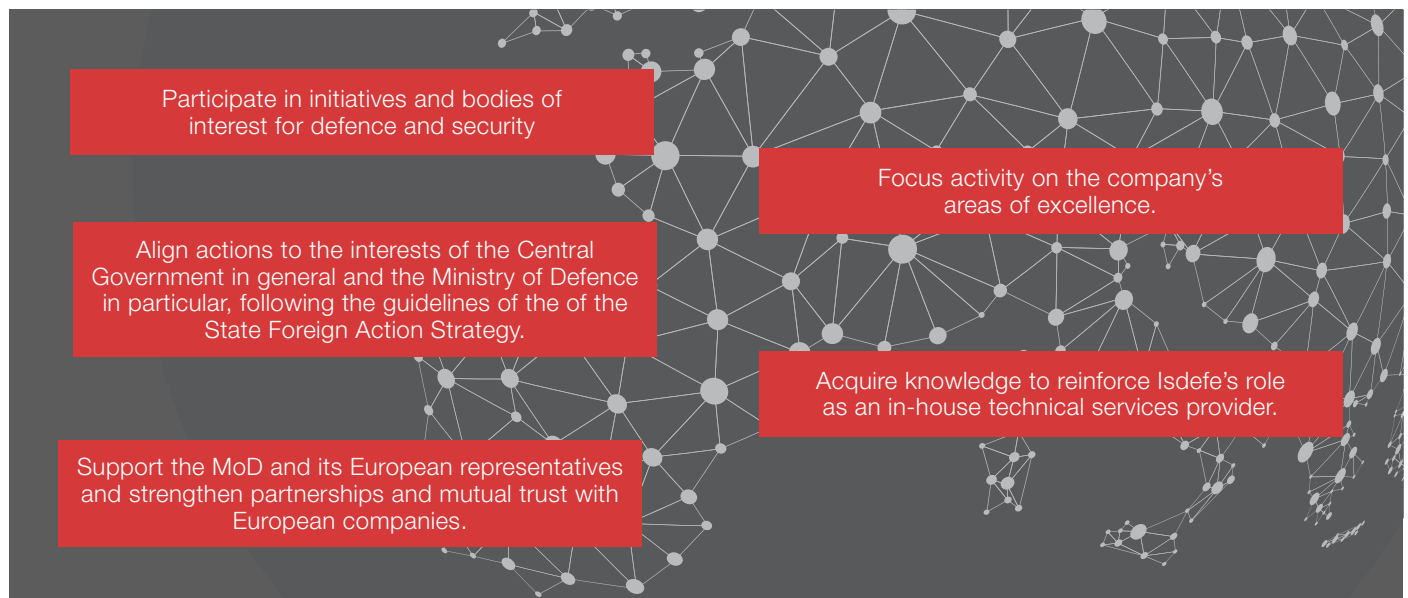 Participate in initiatives and bodies of
interest for defence and security
Focus activity on the company’s
areas of excellence.
Align actions to the interests of the Central
Government in general and the Ministry of Defence
in particular, following the guidelines of the of the
State Foreign Action Strategy.
Acquire knowledge to reinforce Isdefe’s role
as an in-house technical services provider.
Support the MoD and its European representatives
and strengthen partnerships and mutual trust with
European companies.